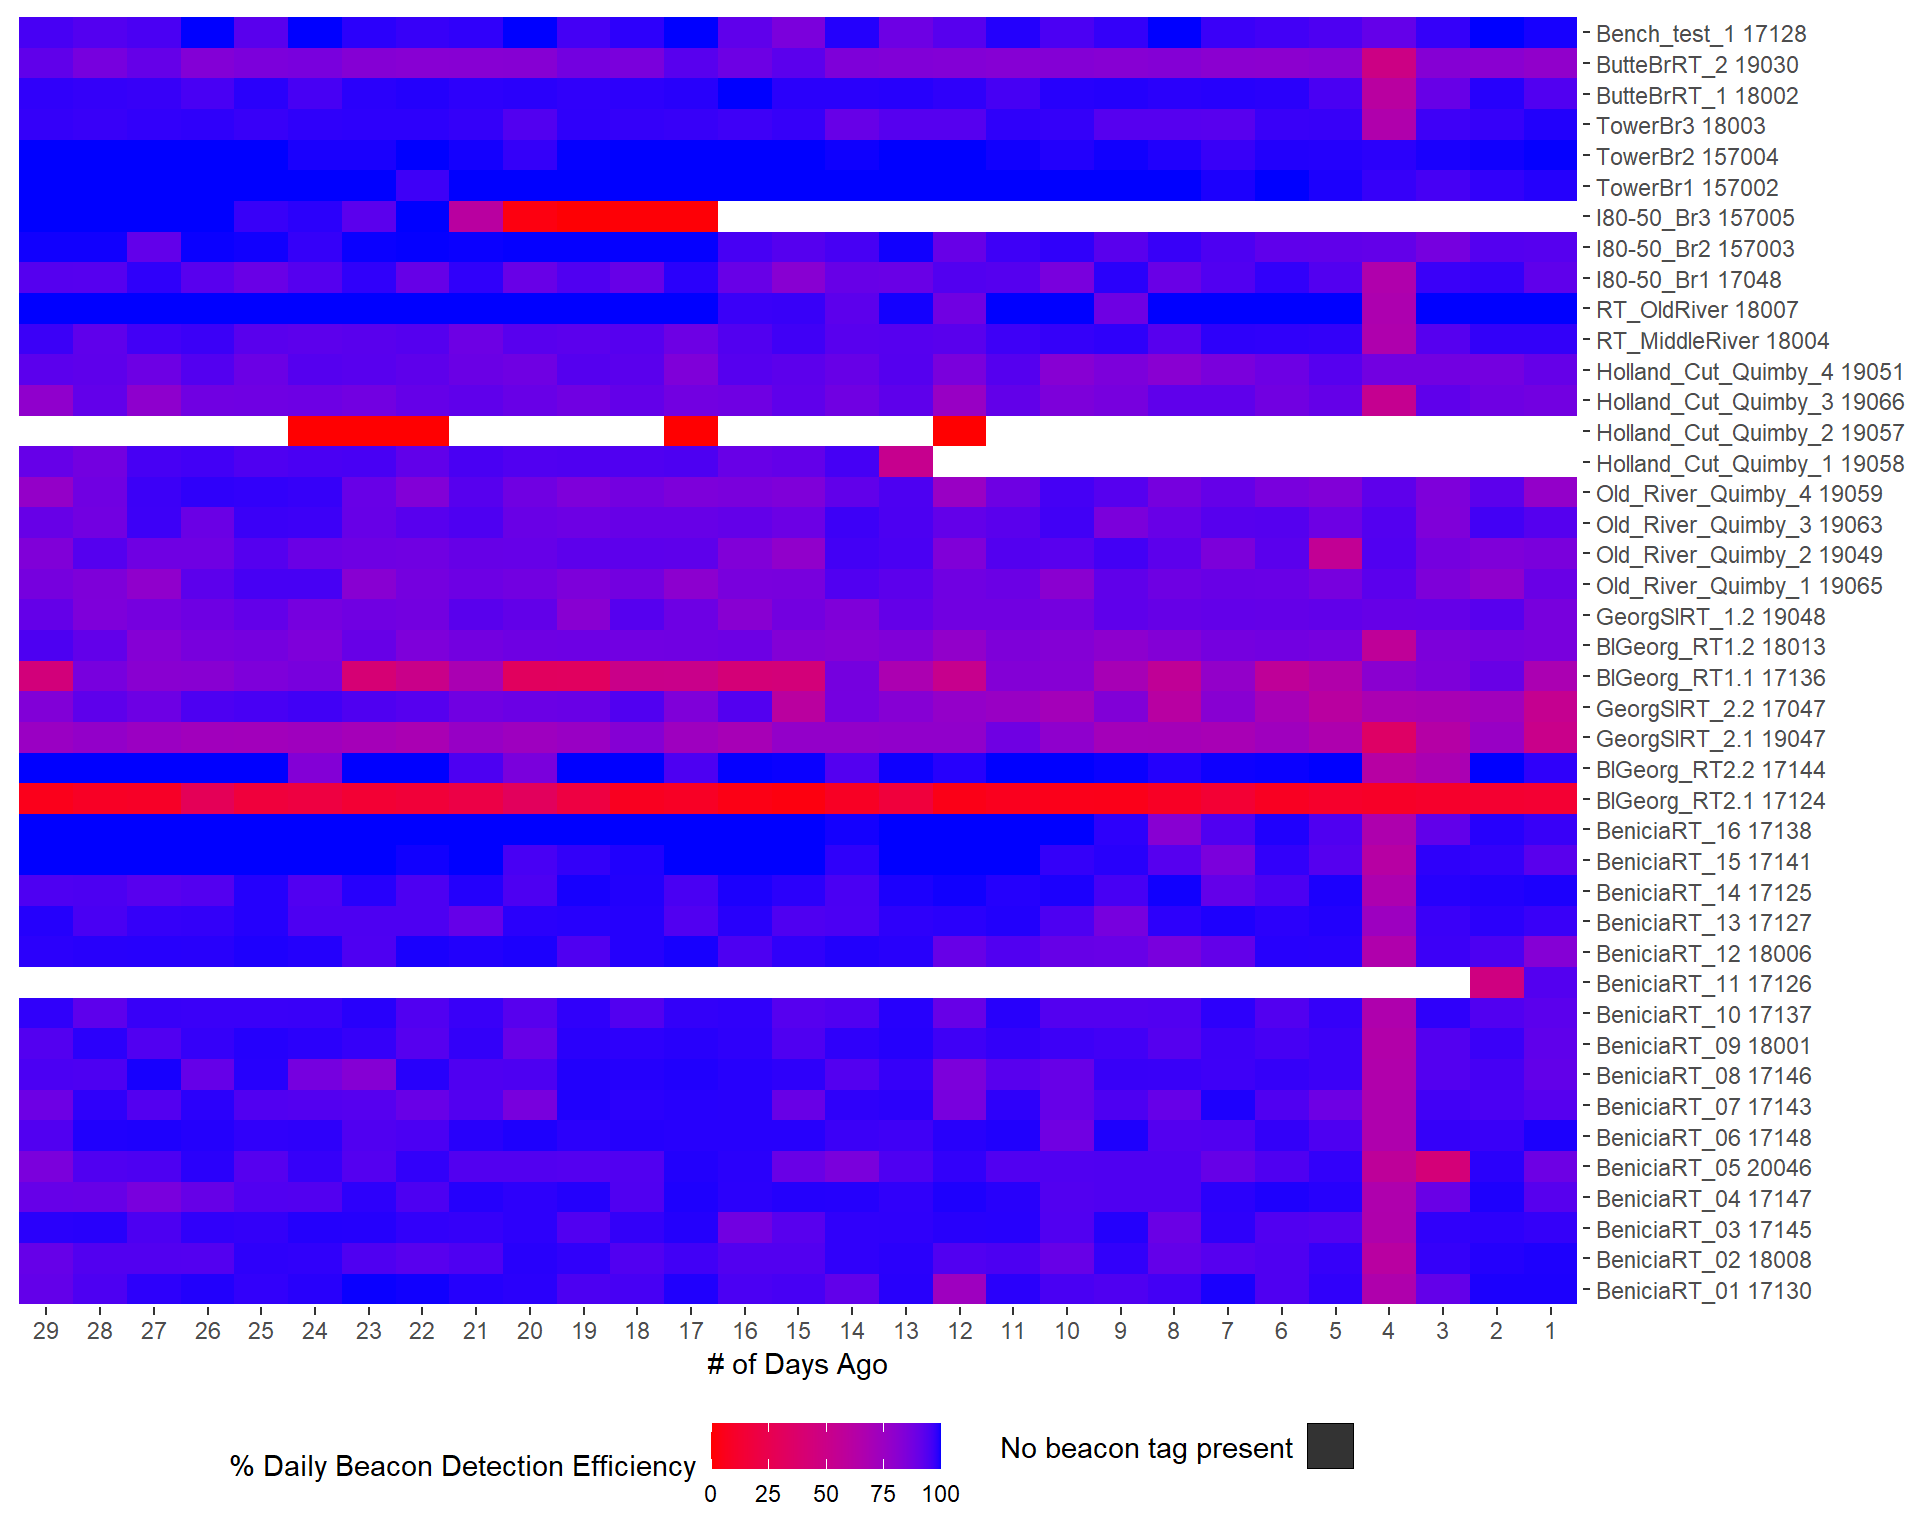 Bench_test_1 17128
ButteBrRT_2 19030
ButteBrRT_1 18002
TowerBr3 18003
TowerBr2 157004
TowerBr1 157002
I80-50_Br3 157005
I80-50_Br2 157003
I80-50_Br1 17048
RT_OldRiver 18007
RT_MiddleRiver 18004
Holland_Cut_Quimby_4 19051
Holland_Cut_Quimby_3 19066
Holland_Cut_Quimby_2 19057
Holland_Cut_Quimby_1 19058
Old_River_Quimby_4 19059
Old_River_Quimby_3 19063
Old_River_Quimby_2 19049
Old_River_Quimby_1 19065
GeorgSlRT_1.2 19048
BlGeorg_RT1.2 18013
BlGeorg_RT1.1 17136
GeorgSlRT_2.2 17047
GeorgSlRT_2.1 19047
BlGeorg_RT2.2 17144
BlGeorg_RT2.1 17124
BeniciaRT_16 17138
BeniciaRT_15 17141
BeniciaRT_14 17125
BeniciaRT_13 17127
BeniciaRT_12 18006
BeniciaRT_11 17126
BeniciaRT_10 17137
BeniciaRT_09 18001
BeniciaRT_08 17146
BeniciaRT_07 17143
BeniciaRT_06 17148
BeniciaRT_05 20046
BeniciaRT_04 17147
BeniciaRT_03 17145
BeniciaRT_02 18008
BeniciaRT_01 17130
29 28 27 26 25 24 23 22 21 20 19 18 17 16 15 14 13 12 11 10 9 8 7 6 5 4 3 2 1
# of Days Ago
% Daily Beacon Detection Efficiency
0 25 50 75 100
No beacon tag present